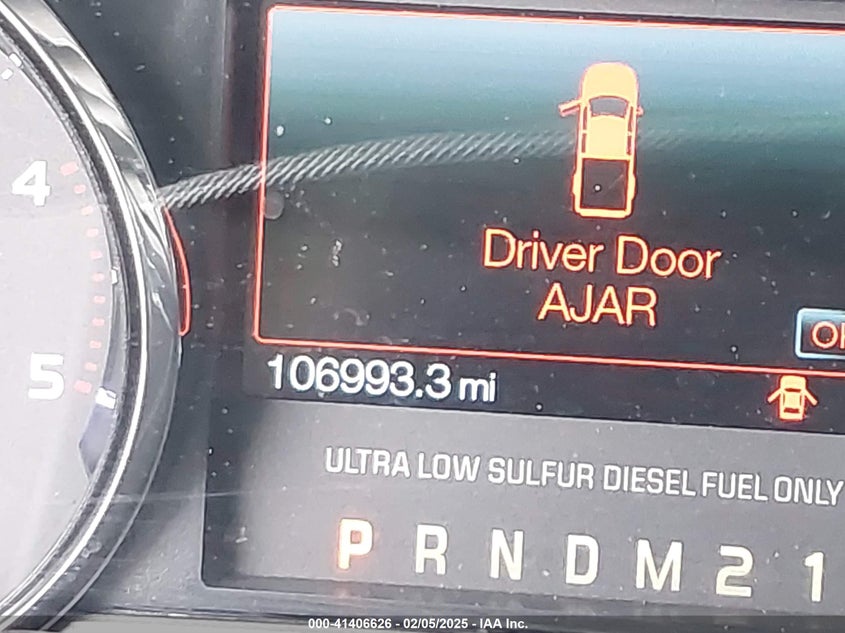 4
Driver Door
AJAR
106993.3 mi
5
ULTRA LOW SULFUR DIESEL FUEL ONLY
P R N D M 2 1
000-41406626 - 02/05/2025 - IAA Inc.